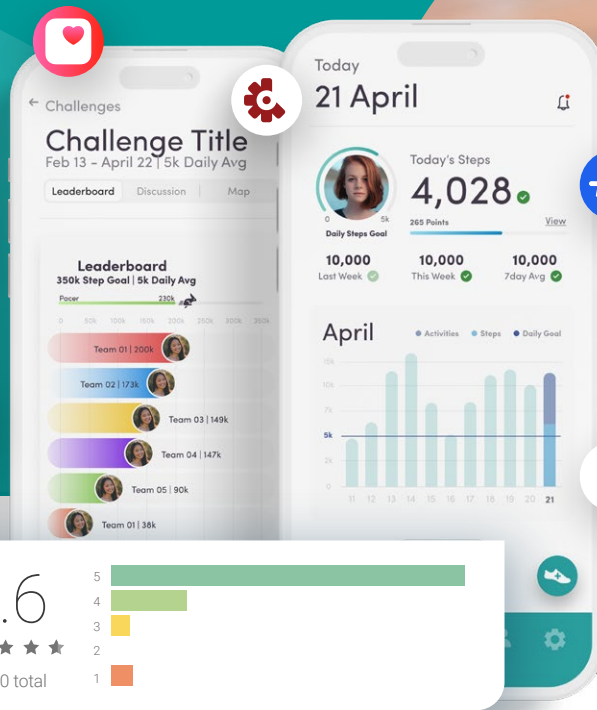 ← Challenges
Challenge Title
Feb 13 - April 22 | 5k Daily Avg
Leaderboard Discussion Map
Leaderboard
350k Step Goal | 5k Daily Avg
Pacer 230k
0 50k 100k 150k 200k 250k 300k 350k
Team 01 | 200k
Team 02 | 173k
Team 03 | 149k
Team 04 | 147k
Team 05 | 90k
Team 01 | 38k
Today
21 April
Today's Steps
4,028
0 5k
265 Points View
Daily Steps Goal
10,000 10,000 10,000
Last Week This Week 7day Avg
April
Activities Steps Daily Goal
15k
10k
7k
5k
2k
0
11 12 13 14 15 16 17 18 19 20 21
.6
0 total
5
4
3
2
1